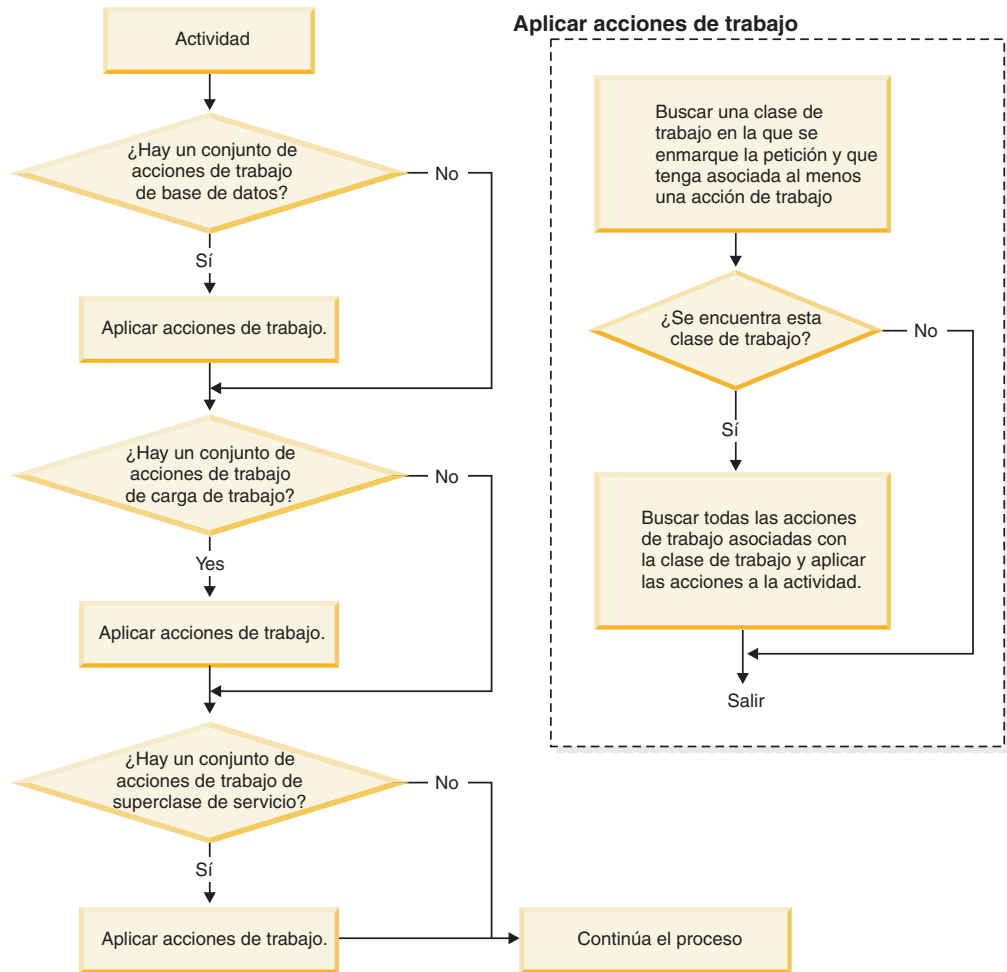 Actividad
¿Hay un conjunto de
acciones de trabajo
de base de datos?
No
Sí
Aplicar acciones de trabajo.
¿Hay un conjunto de
acciones de trabajo
de carga de trabajo?
No
Yes
Aplicar acciones de trabajo.
¿Hay un conjunto de
acciones de trabajo de
superclase de servicio?
No
Sí
Aplicar acciones de trabajo.
Continúa el proceso
Aplicar acciones de trabajo
Buscar una clase de
trabajo en la que se
enmarque la petición y que
tenga asociada al menos
una acción de trabajo
¿Se encuentra esta
clase de trabajo?
No
Sí
Buscar todas las acciones
de trabajo asociadas con
la clase de trabajo y aplicar
las acciones a la actividad.
Salir